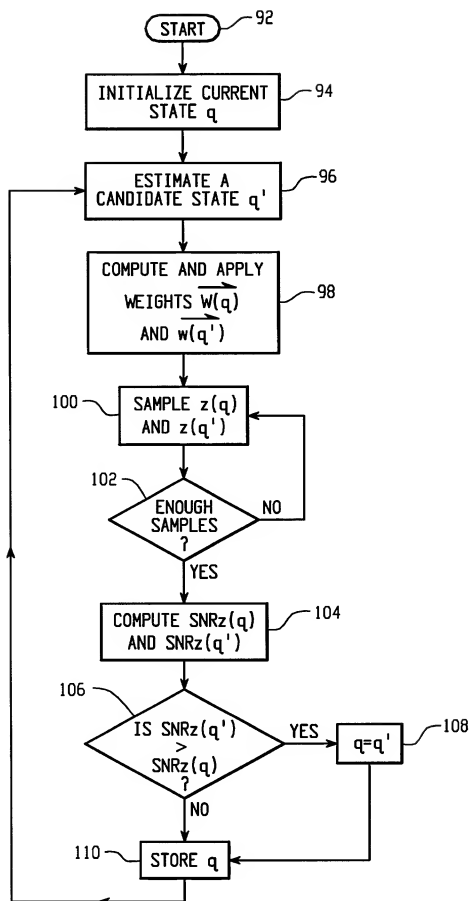 START
92
INITIALIZE CURRENT
STATE q
94
ESTIMATE A
CANDIDATE STATE q'
96
COMPUTE AND APPLY
WEIGHTS W(q)
AND w(q')
98
100
SAMPLE z(q)
AND z(q')
102
ENOUGH
SAMPLES
?
NO
YES
COMPUTE SNRz(q)
AND SNRz(q')
104
106
IS SNRz(q')
>
SNRz(q)
?
YES
q=q'
108
NO
110
STORE q